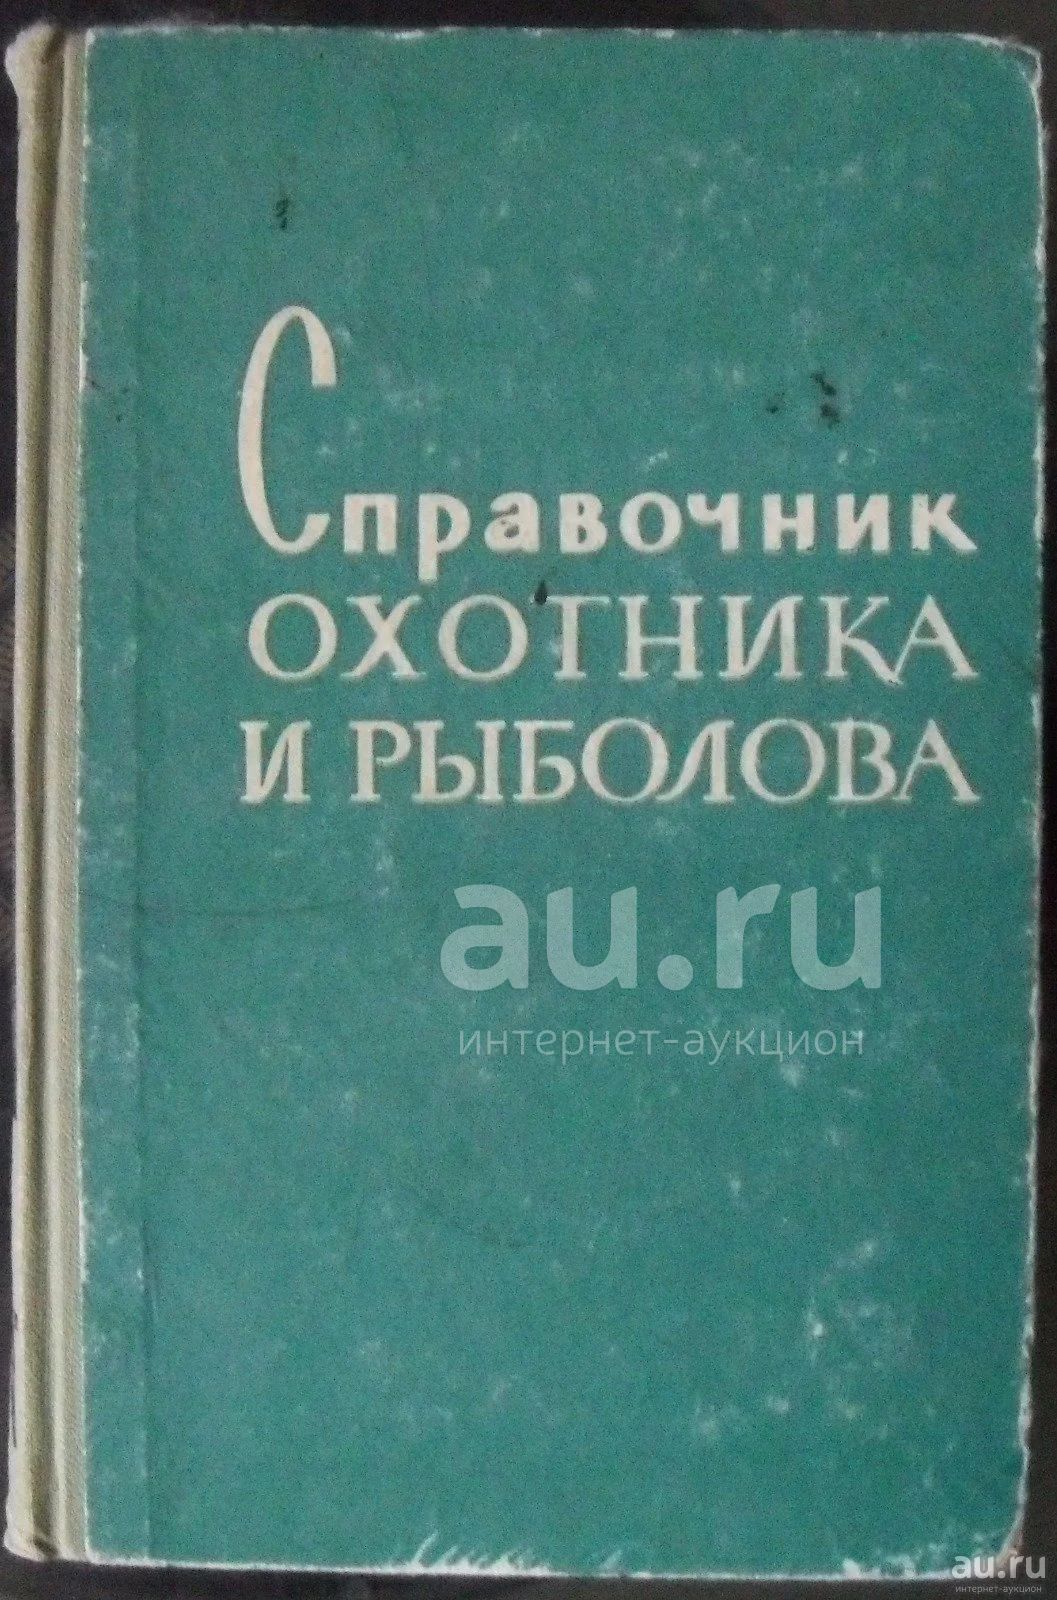 Справочник
ОХОТНИКА
И РЫБОЛОВА
au.ru
интернет-аукцион
au.ru
интернет-аукцион